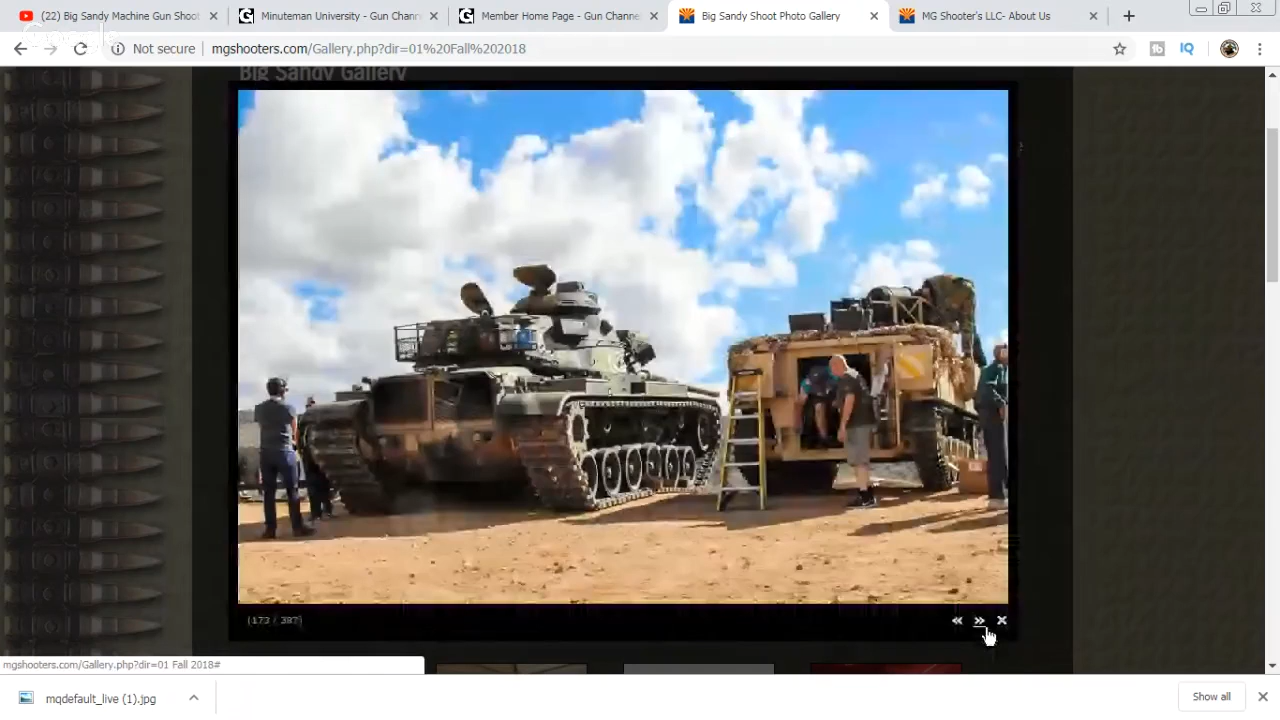 (22) Big Sandy Machine Gun Shoot
Minuteman University - Gun Chann
Member Home Page - Gun Channe
Big Sandy Shoot Photo Gallery
MG Shooter's LLC- About Us
Google
Not secure
mgshooters.com/Gallery.php?dir=01%20Fall%202018
Big Sandy Gallery
(173 / 387)
mgshooters.com/Gallery.php?dir=01 Fall 2018#
mqdefault_live (1).jpg
Show all